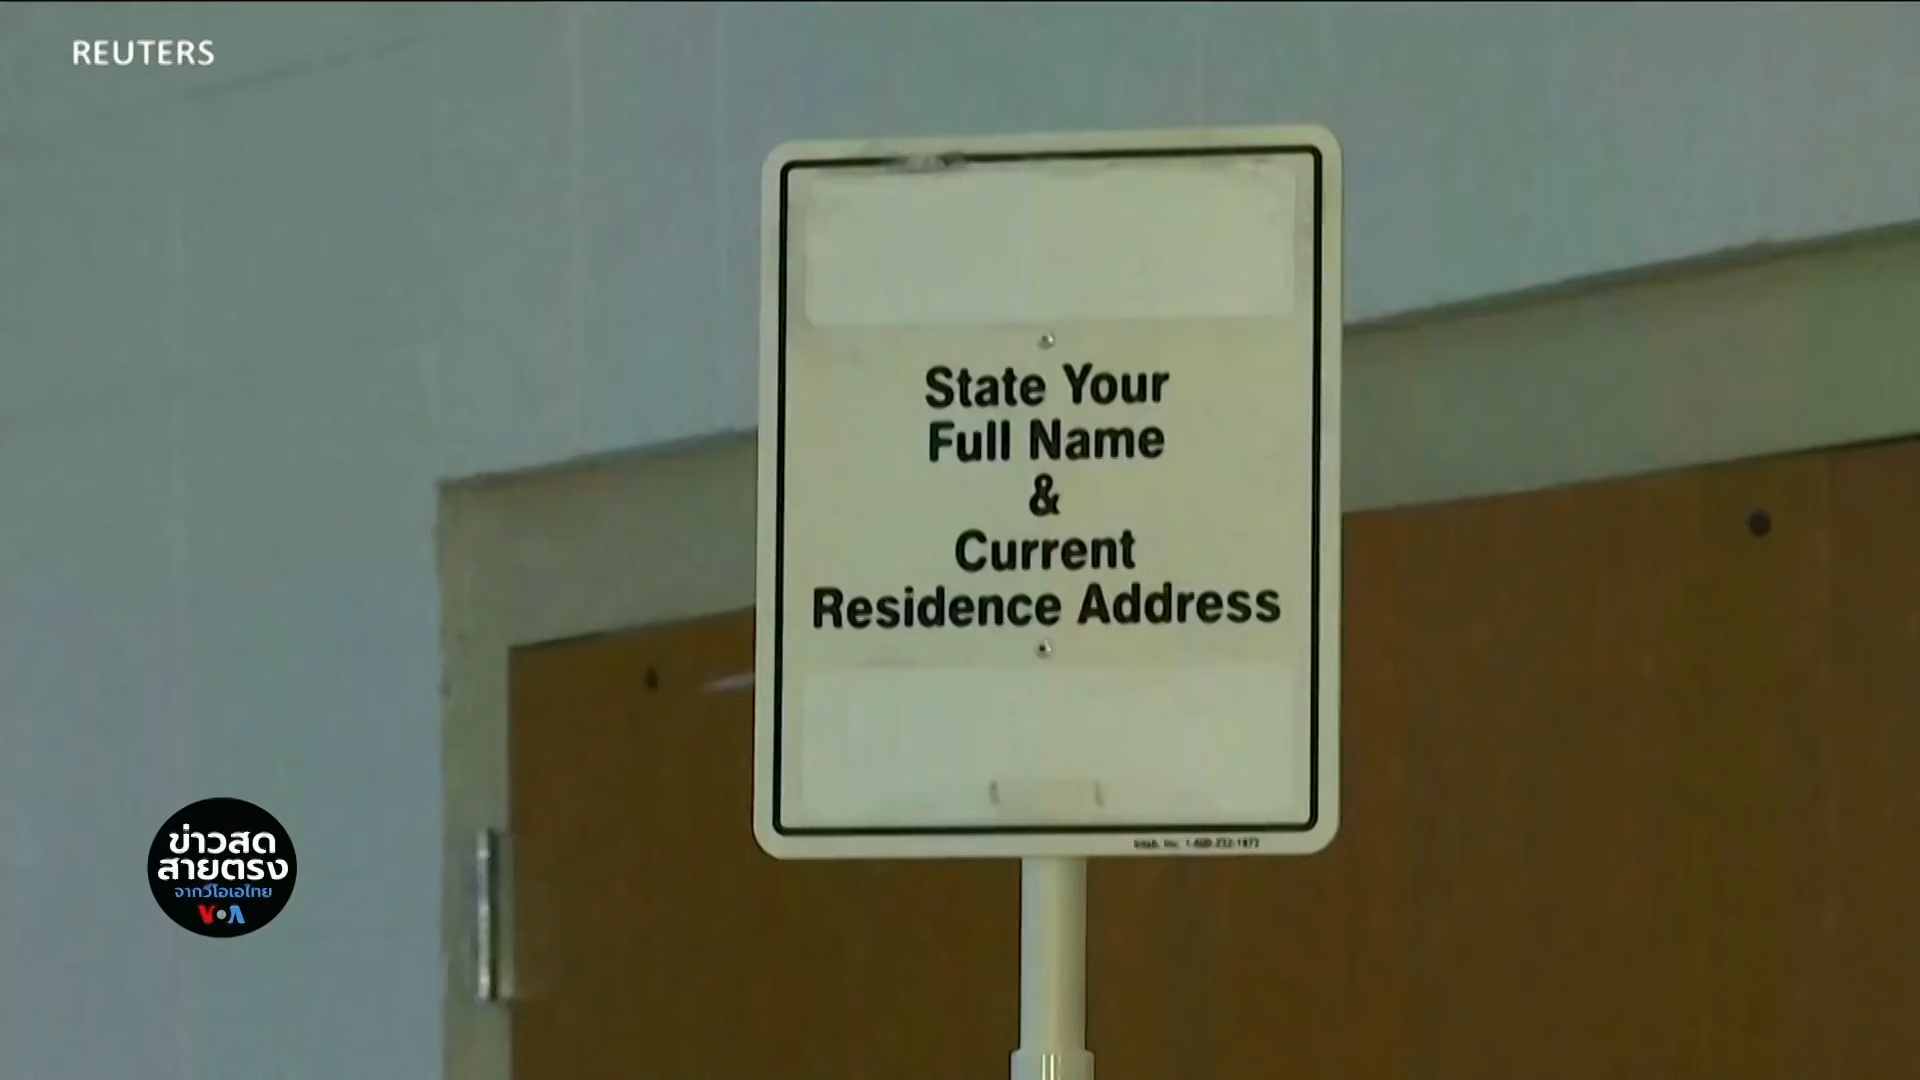 REUTERS
State Your
Full Name
&
Current
Residence Address
ข่าวสด
สายตรง
จากวีโอเอไทย
VOA